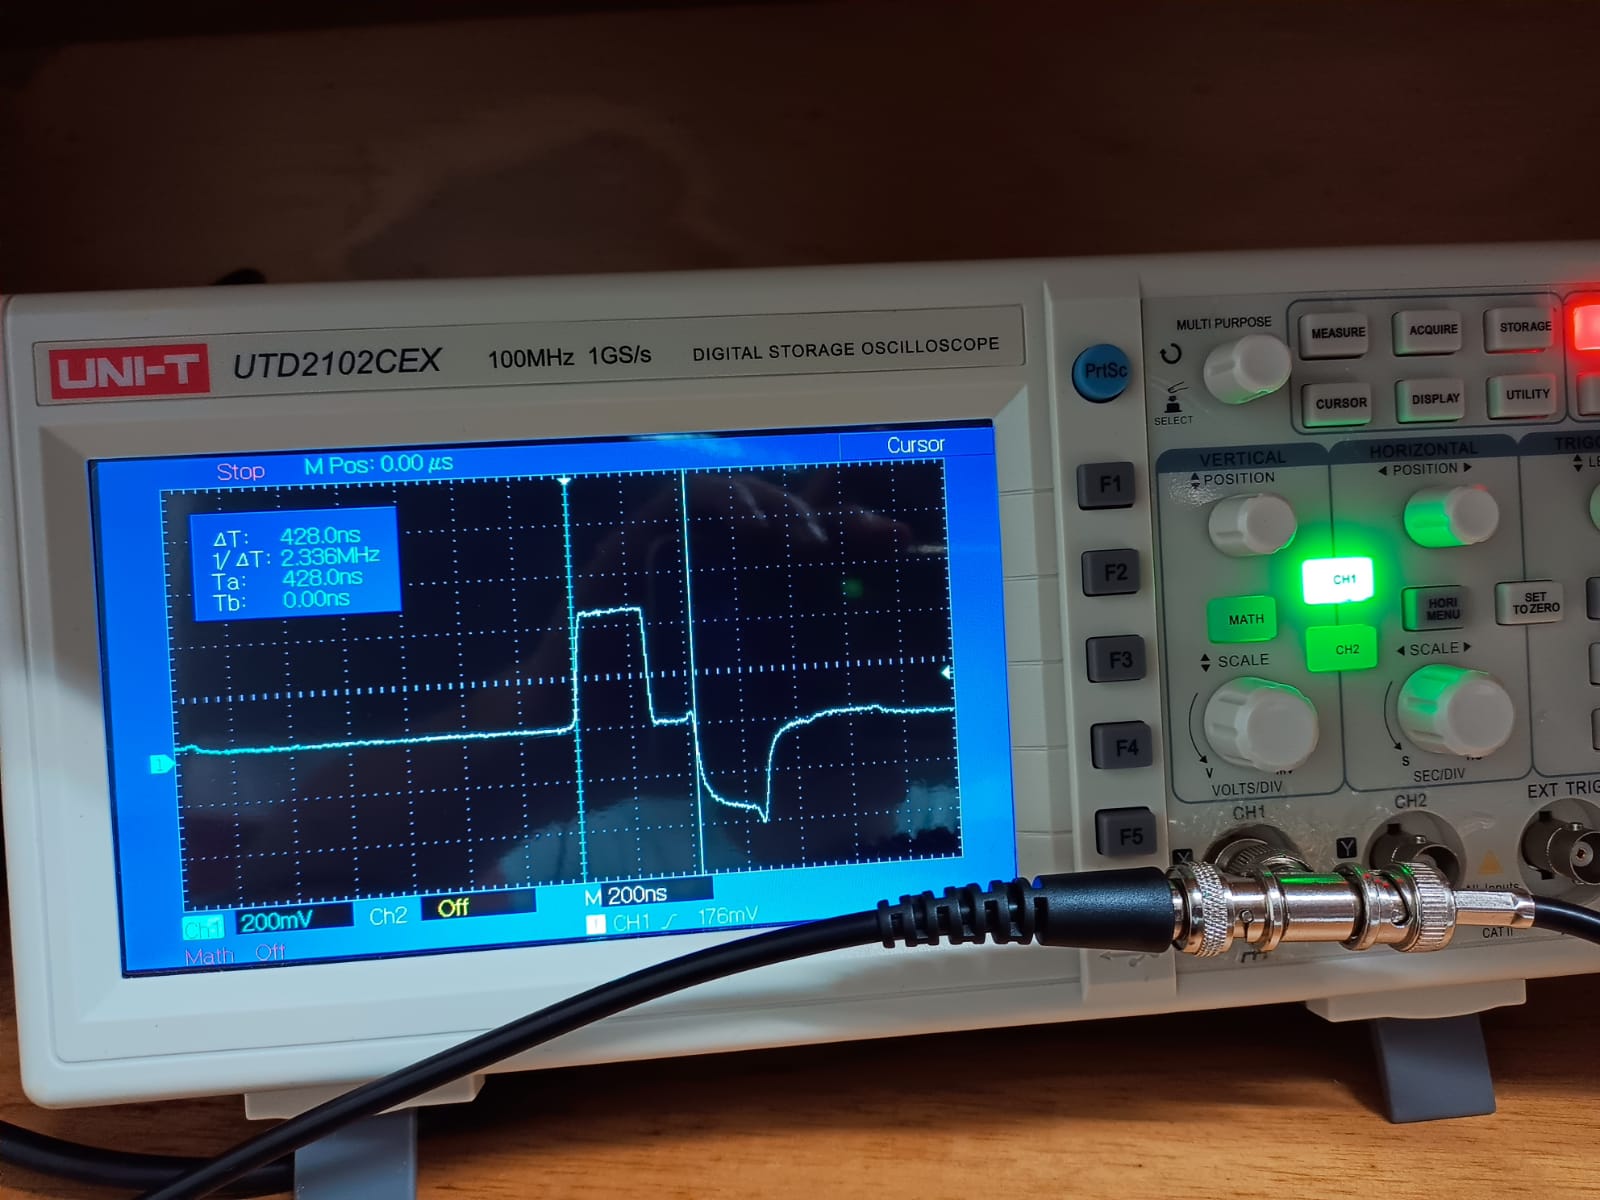 UNI-T UTD2102CEX 100MHz 1GS/s DIGITAL STORAGE OSCILLOSCOPE
Stop M Pos: 0.00 μs Cursor
ΔT: 428.0ns
1/ΔT: 2.336MHz
Ta: 428.0ns
Tb: 0.00ns
1
Ch1 200mV Ch2 Off M 200ns
CH1 176mV
Math Off
PrtSc
F1
F2
F3
F4
F5
MULTI PURPOSE
SELECT
MEASURE ACQUIRE STORAGE
CURSOR DISPLAY UTILITY
VERTICAL HORIZONTAL
POSITION POSITION
CH1
MATH CH2
HORI MENU
SET TO ZERO
SCALE SCALE
V S
VOLTS/DIV SEC/DIV
CH1 CH2 EXT TRIG
X Y
CAT II